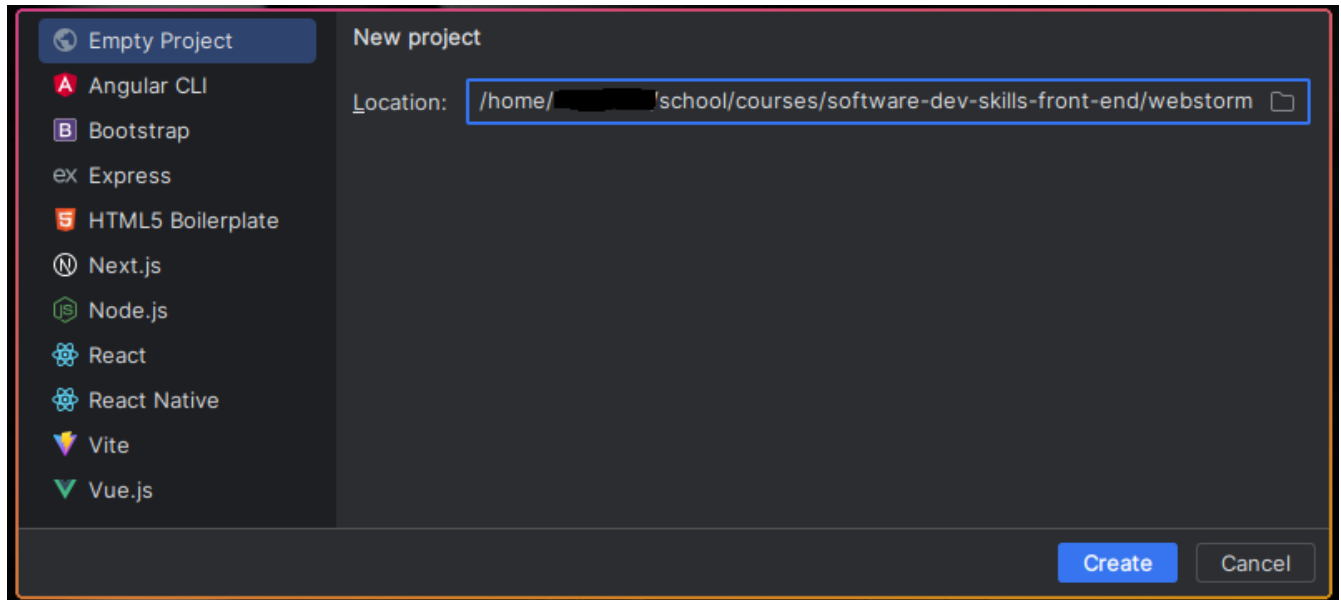 Empty Project
Angular CLI
Bootstrap
ex Express
HTML5 Boilerplate
Next.js
Node.js
React
React Native
Vite
Vue.js
New project
Location: /home/ /school/courses/software-dev-skills-front-end/webstorm
Create Cancel